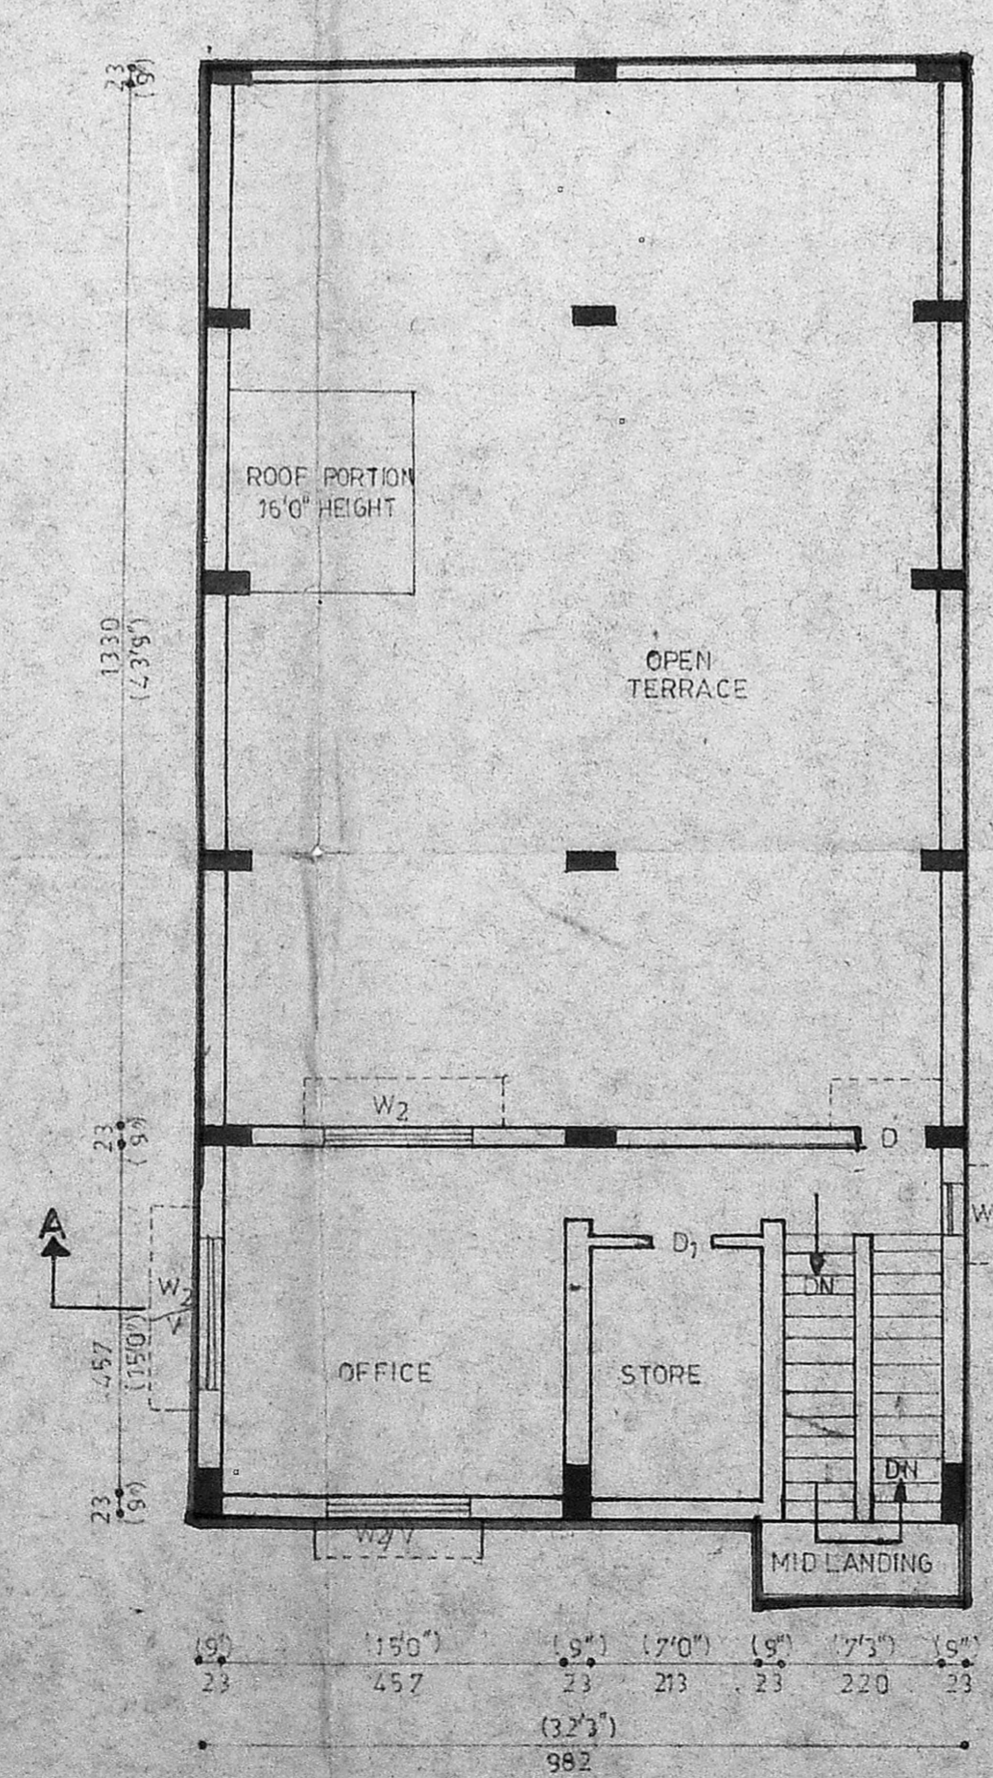 23
(9")
ROOF PORTION
16'0" HEIGHT
1330
(43'9")
OPEN
TERRACE
W2
23
(9")
D
A
W2
V
W
D1
DN
457
(15'0")
OFFICE
STORE
DN
23
(9")
W2/V
MID LANDING
(9") (15'0") (9") (7'0") (9") (7'3") (9")
23 457 23 213 23 220 23
(32'3")
982